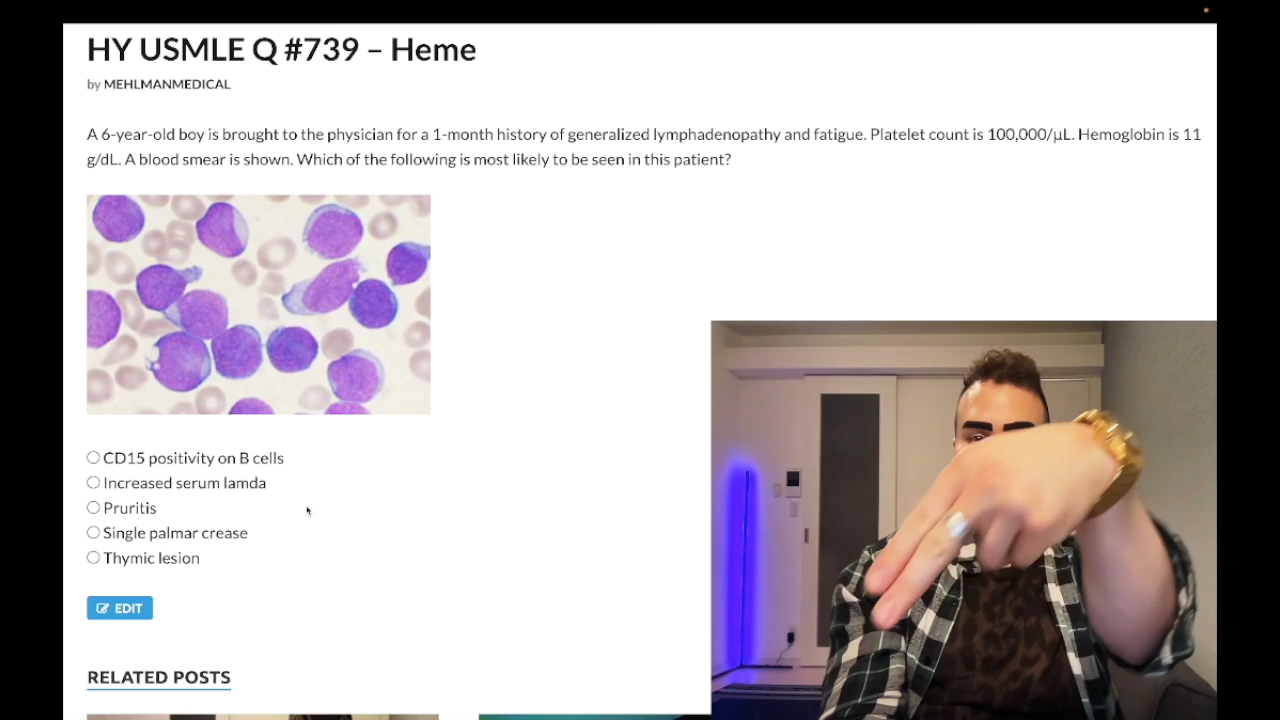 HY USMLE Q #739 – Heme
by MEHLMANMEDICAL
A 6-year-old boy is brought to the physician for a 1-month history of generalized lymphadenopathy and fatigue. Platelet count is 100,000/μL. Hemoglobin is 11
g/dL. A blood smear is shown. Which of the following is most likely to be seen in this patient?
CD15 positivity on B cells
Increased serum lamda
Pruritis
Single palmar crease
Thymic lesion
EDIT
RELATED POSTS